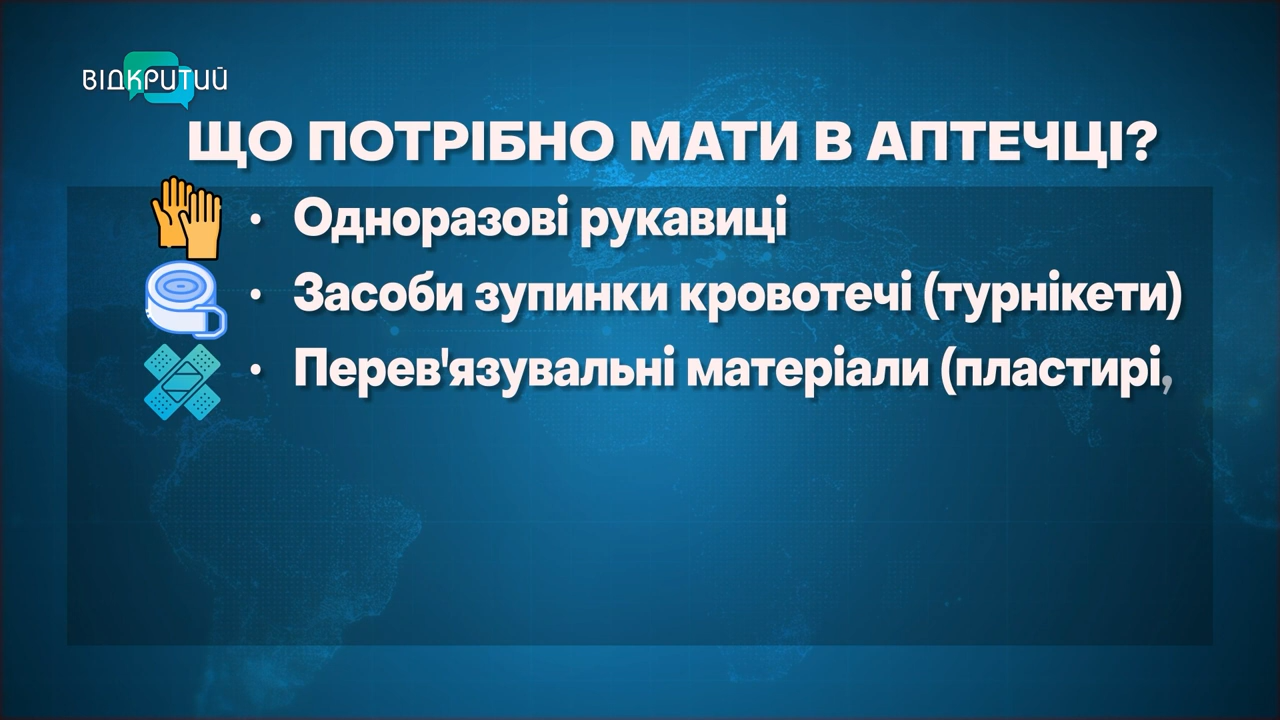 ВІДКРИТИЙ
ЩО ПОТРІБНО МАТИ В АПТЕЧЦІ?
• Одноразові рукавиці
• Засоби зупинки кровотечі (турнікети)
• Перев'язувальні матеріали (пластирі,